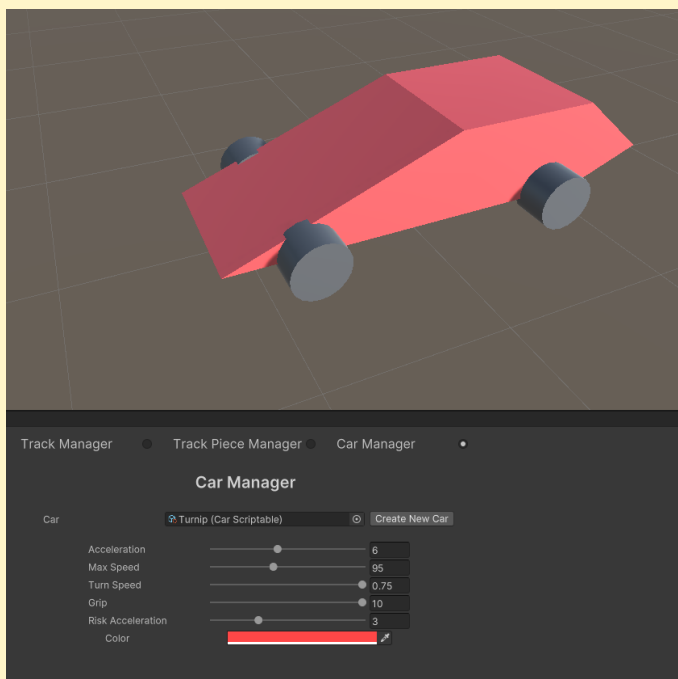 Track Manager Track Piece Manager Car Manager
Car Manager
Car Turnip (Car Scriptable) Create New Car
Acceleration 6
Max Speed 95
Turn Speed 0.75
Grip 10
Risk Acceleration 3
Color